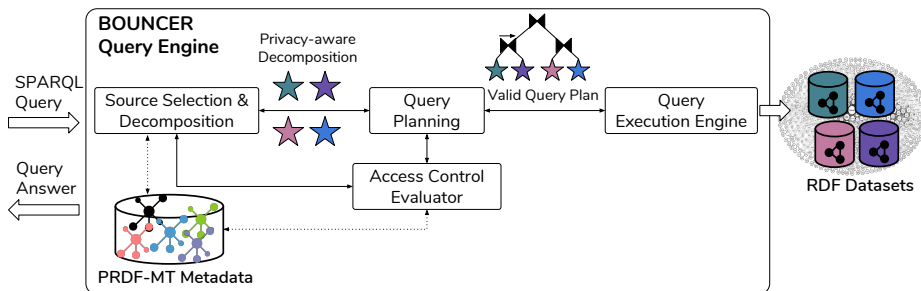 BOUNCER
Query Engine
Privacy-aware
Decomposition
SPARQL
Query
Source Selection &
Decomposition
Query
Planning
Valid Query Plan
Query
Execution Engine
RDF Datasets
Query
Answer
Access Control
Evaluator
PRDF-MT Metadata